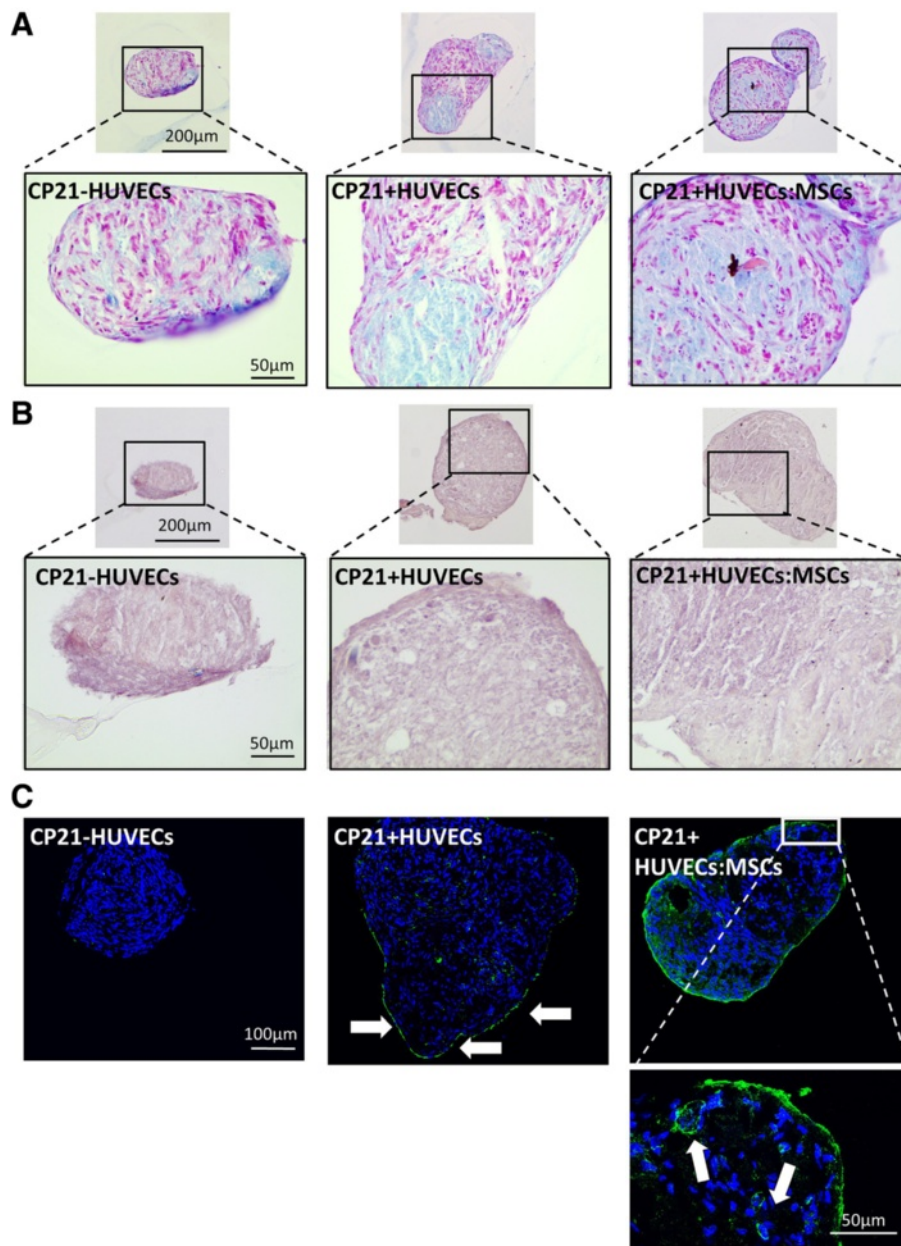 A
200μm
CP21-HUVECs
CP21+HUVECs
CP21+HUVECs:MSCs
50μm
B
200μm
CP21-HUVECs
CP21+HUVECs
CP21+HUVECs:MSCs
50μm
C
CP21-HUVECs
CP21+HUVECs
CP21+
HUVECs:MSCs
100μm
50μm